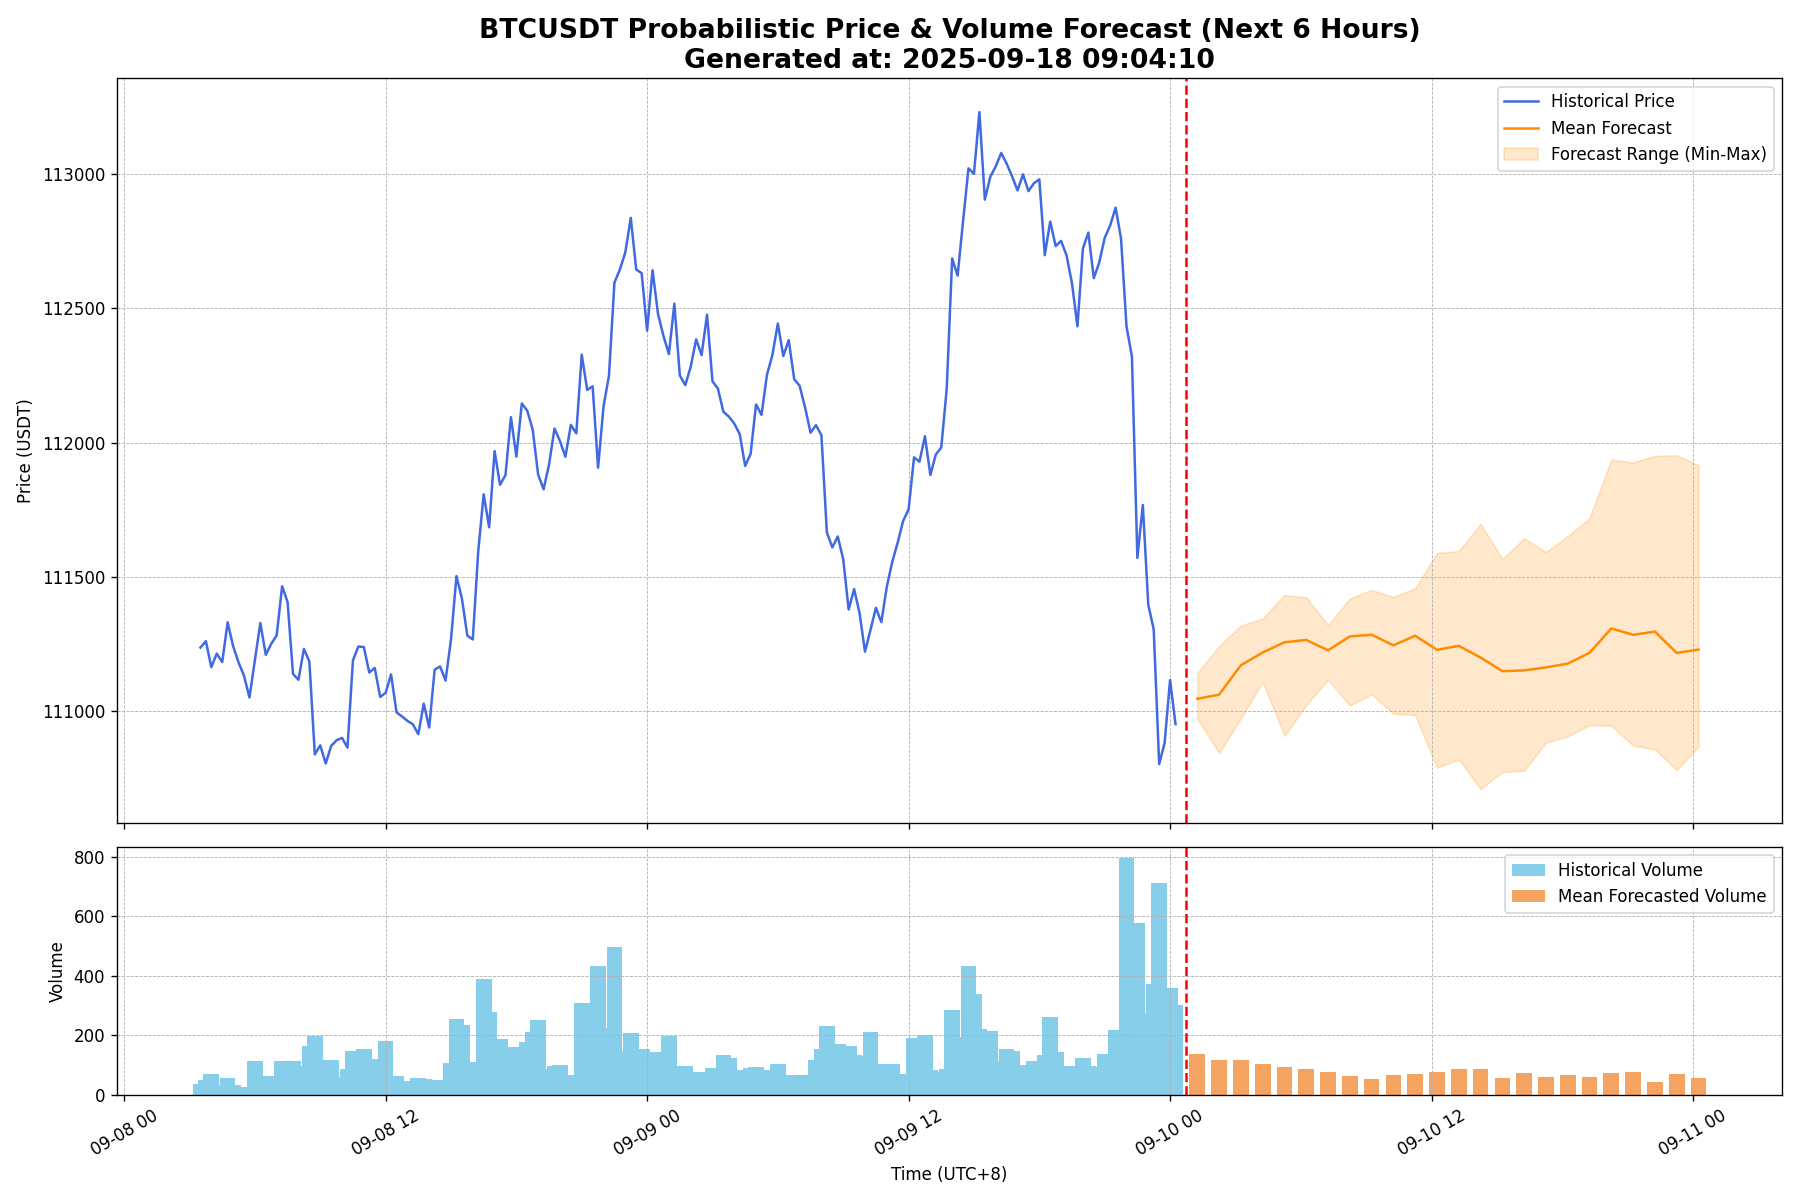 BTCUSDT Probabilistic Price & Volume Forecast (Next 6 Hours)
Generated at: 2025-09-18 09:04:10
Historical Price
Mean Forecast
Forecast Range (Min-Max)
113000
112500
112000
111500
111000
Price (USDT)
Historical Volume
Mean Forecasted Volume
800
600
400
200
0
Volume
09-08 00
09-08 12
09-09 00
09-09 12
09-10 00
09-10 12
09-11 00
Time (UTC+8)